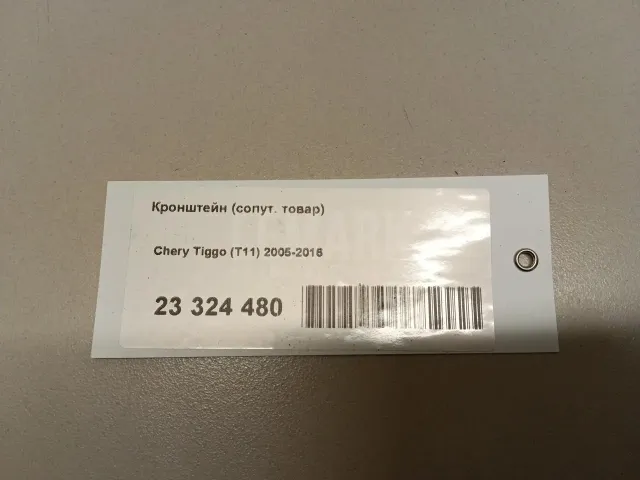 Кронштейн (сопут. товар)
Chery Tiggo (T11) 2005-2016
23 324 480